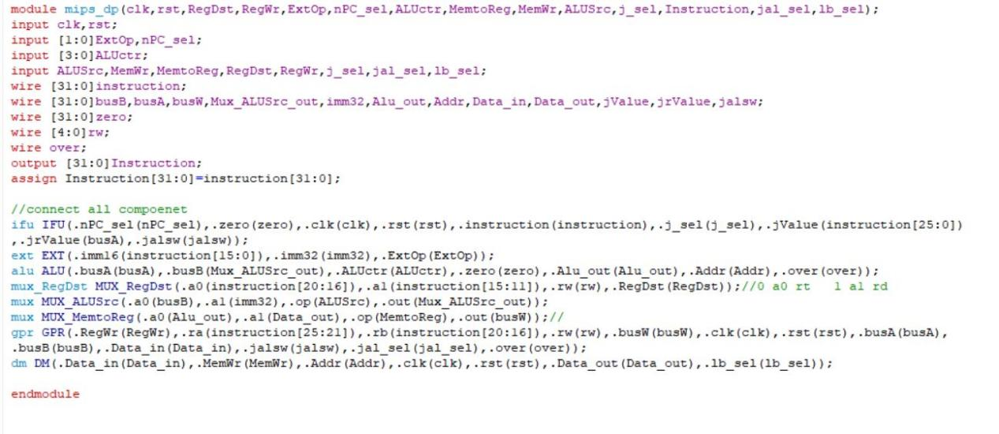 module mips_dp(clk,rst,RegDst,RegWr,ExtOp,nPC_sel,ALUctr,MemtoReg,MemWr,ALUSrc,j_sel,Instruction,jal_sel,lb_sel);
input clk,rst;
input [1:0]ExtOp,nPC_sel;
input [3:0]ALUctr;
input ALUSrc,MemWr,MemtoReg,RegDst,RegWr,j_sel,jal_sel,lb_sel;
wire [31:0]instruction;
wire [31:0]busB,busA,busW,Mux_ALUSrc_out,imm32,Alu_out,Addr,Data_in,Data_out,jValue,jrValue,jalsw;
wire [31:0]zero;
wire [4:0]rw;
wire over;
output [31:0]Instruction;
assign Instruction[31:0]=instruction[31:0];
//connect all compoenet
ifu IFU(.nPC_sel(nPC_sel),.zero(zero),.clk(clk),.rst(rst),.instruction(instruction),.j_sel(j_sel),.jValue(instruction[25:0])
,.jrValue(busA),.jalsw(jalsw));
ext EXT(.imm16(instruction[15:0]),.imm32(imm32),.ExtOp(ExtOp));
alu ALU(.busA(busA),.busB(Mux_ALUSrc_out),.ALUctr(ALUctr),.zero(zero),.Alu_out(Alu_out),.Addr(Addr),.over(over));
mux_RegDst MUX_RegDst(.a0(instruction[20:16]),.a1(instruction[15:11]),.rw(rw),.RegDst(RegDst));//0 a0 rt   1 a1 rd
mux MUX_ALUSrc(.a0(busB),.a1(imm32),.op(ALUSrc),.out(Mux_ALUSrc_out));
mux MUX_MemtoReg(.a0(Alu_out),.a1(Data_out),.op(MemtoReg),.out(busW));//
gpr GPR(.RegWr(RegWr),.ra(instruction[25:21]),.rb(instruction[20:16]),.rw(rw),.busW(busW),.clk(clk),.rst(rst),.busA(busA),
.busB(busB),.Data_in(Data_in),.jalsw(jalsw),.jal_sel(jal_sel),.over(over));
dm DM(.Data_in(Data_in),.MemWr(MemWr),.Addr(Addr),.clk(clk),.rst(rst),.Data_out(Data_out),.lb_sel(lb_sel));
endmodule